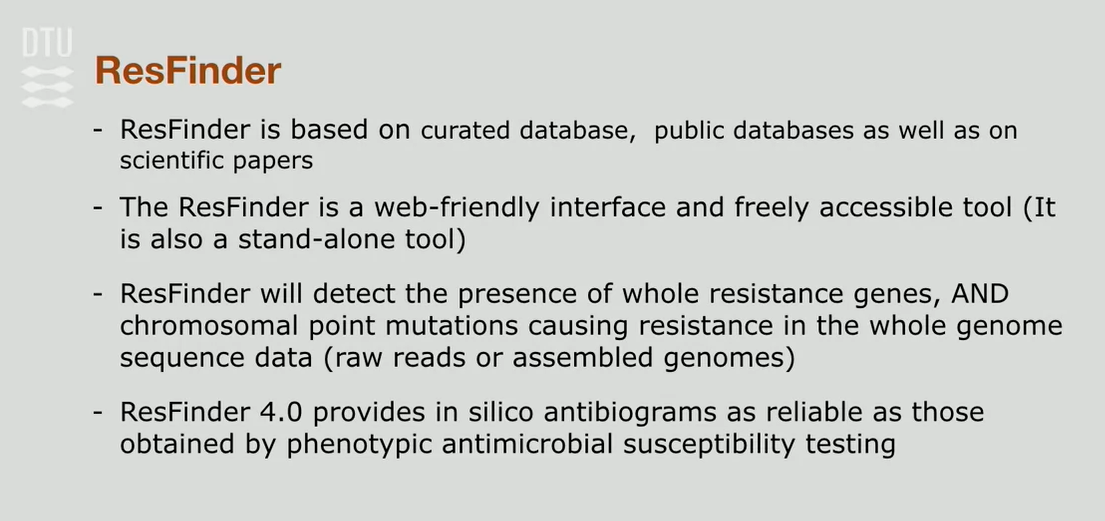 DTU
ResFinder
- ResFinder is based on curated database, public databases as well as on
scientific papers
- The ResFinder is a web-friendly interface and freely accessible tool (It
is also a stand-alone tool)
- ResFinder will detect the presence of whole resistance genes, AND
chromosomal point mutations causing resistance in the whole genome
sequence data (raw reads or assembled genomes)
- ResFinder 4.0 provides in silico antibiograms as reliable as those
obtained by phenotypic antimicrobial susceptibility testing